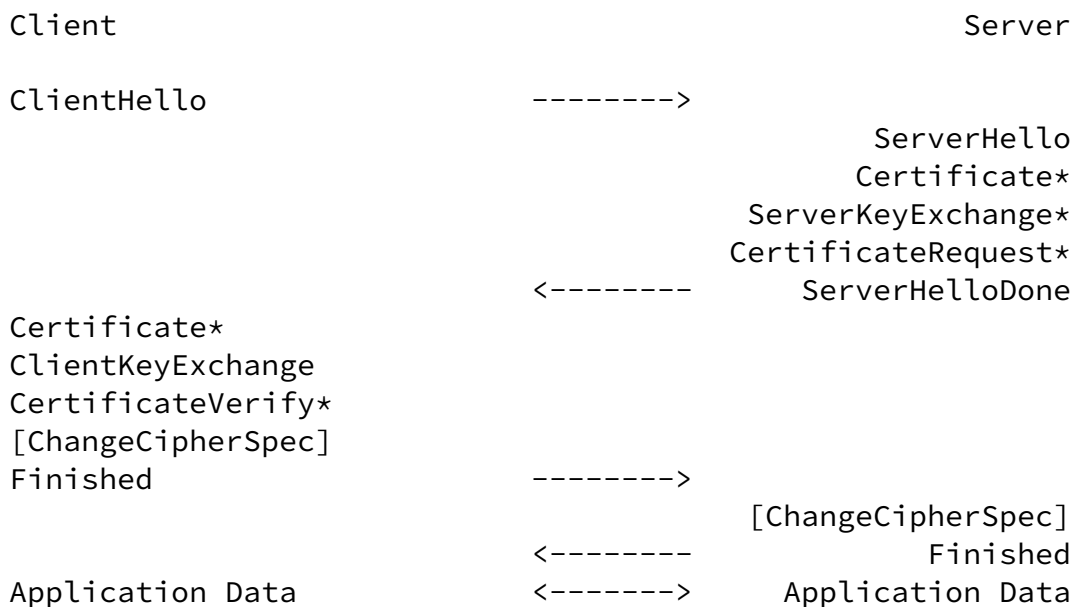 Client                                               Server

ClientHello                  -------->
                                                ServerHello
                                               Certificate*
                                         ServerKeyExchange*
                                        CertificateRequest*
                             <--------      ServerHelloDone
Certificate*
ClientKeyExchange
CertificateVerify*
[ChangeCipherSpec]
Finished                     -------->
                                         [ChangeCipherSpec]
                             <--------             Finished
Application Data             <------->     Application Data